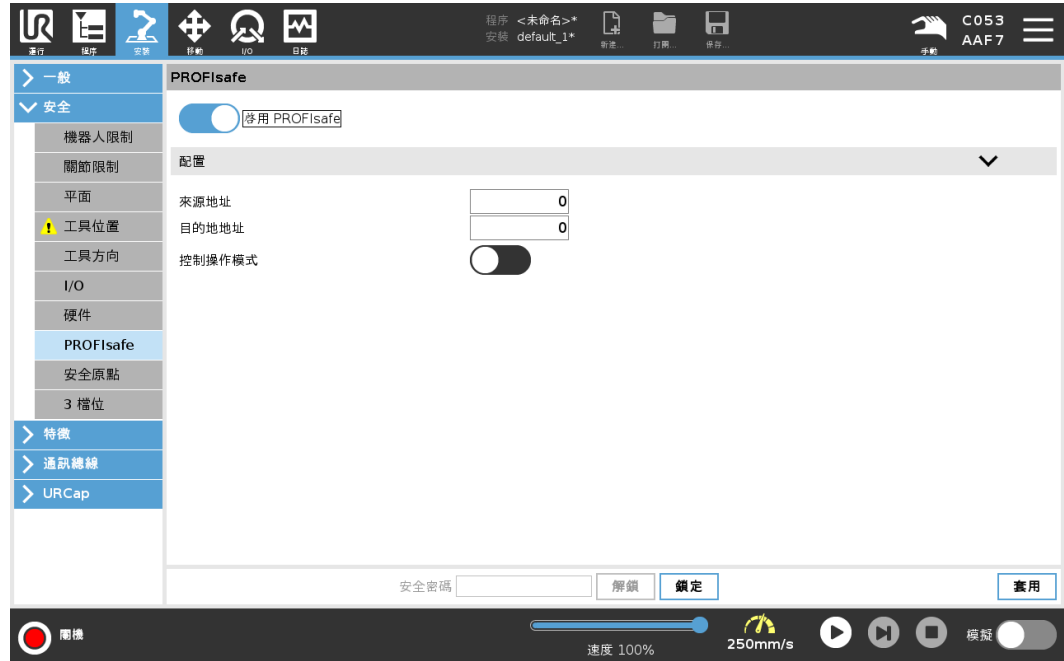 運行
程序
安裝
移動
I/O
日誌
程序 <未命名>*
安裝 default_1*
新建...
打開...
保存...
手動
C053
AAF7
一般
安全
機器人限制
關節限制
平面
工具位置
工具方向
I/O
硬件
PROFIsafe
安全原點
3 檔位
特徵
通訊總線
URCap
PROFIsafe
啓用 PROFIsafe
配置
來源地址 0
目的地地址 0
控制操作模式
安全密碼 解鎖 鎖定 套用
關機
速度 100%
250mm/s
模擬